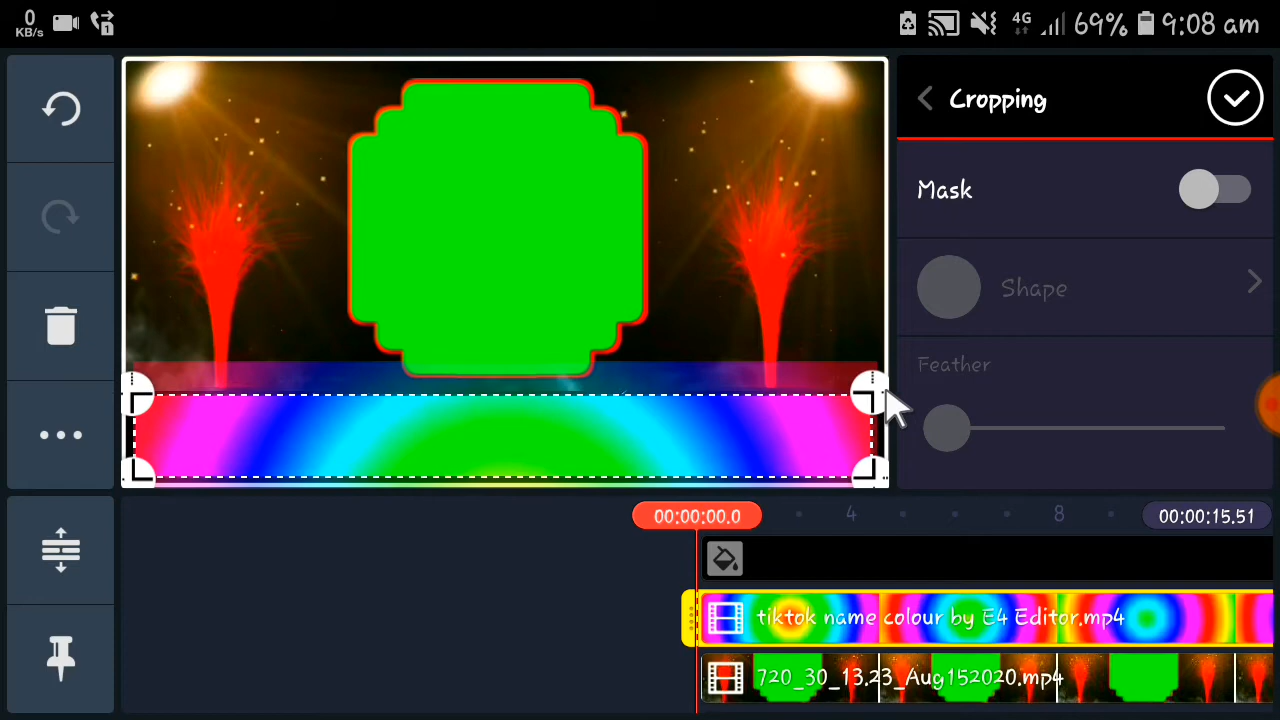 0
KB/s
1
4G
69%
9:08 am
Cropping
Mask
Shape
Feather
00:00:00.0
4
8
00:00:15.51
tiktok name colour by E4 Editor.mp4
720_30_13.23_Aug152020.mp4